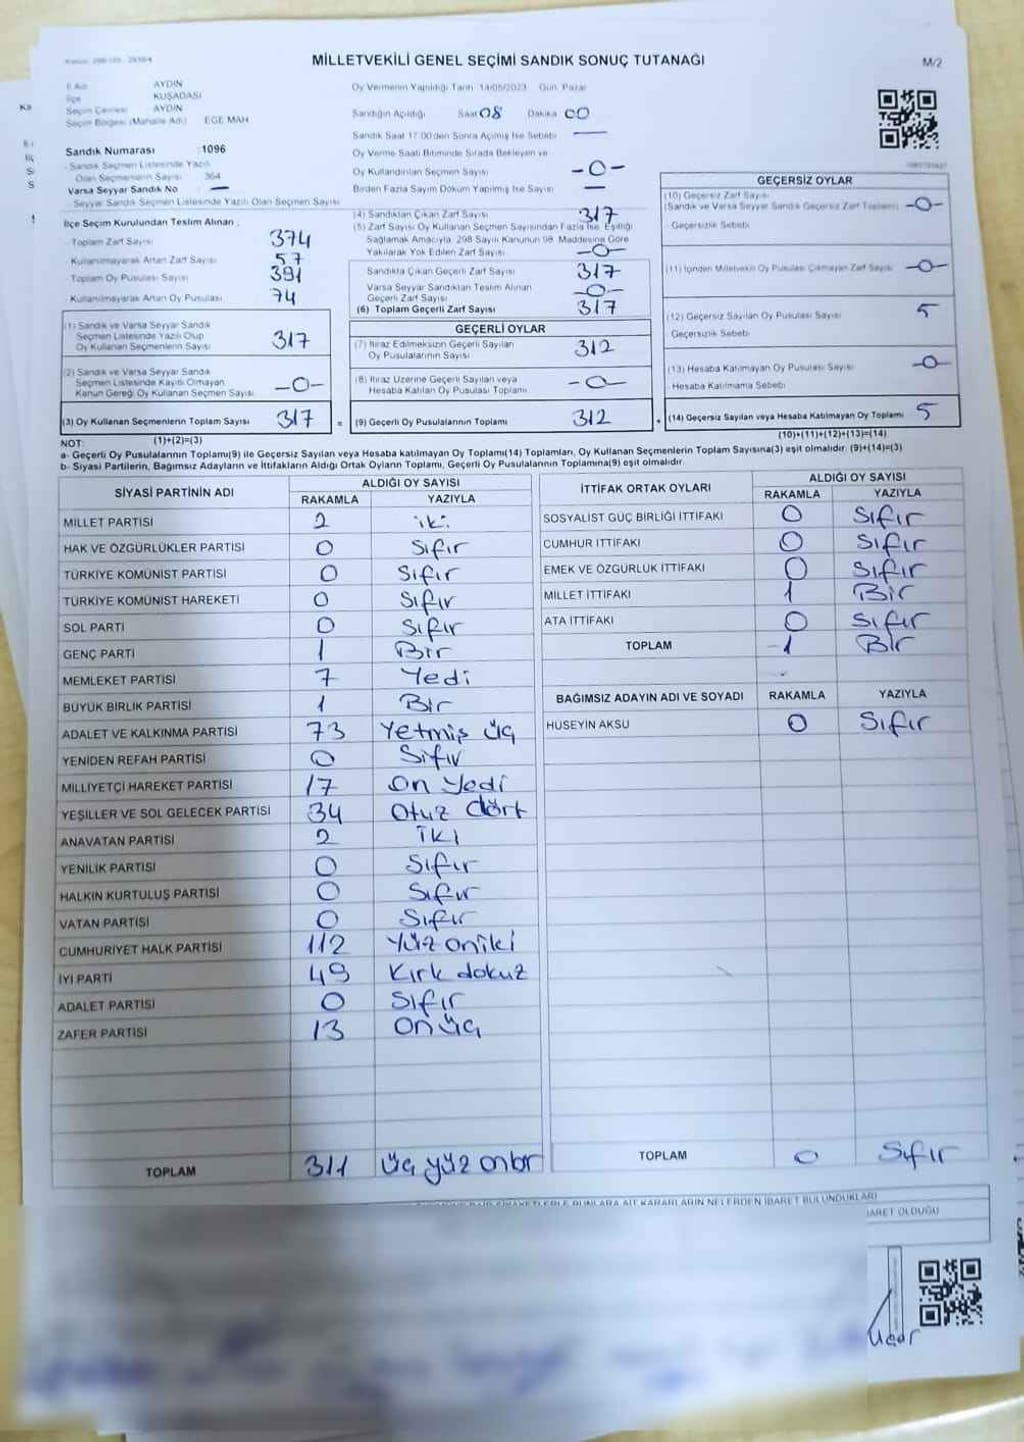 MİLLETVEKİLİ GENEL SEÇİMİ SANDIK SONUÇ TUTANAĞI
M/2
İl Adı AYDIN
İlçe KUŞADASI
Seçim Çevresi AYDIN
Seçim Bölgesi (Mahalle Adı) EGE MAH
Sandık Numarası :1096
Sandık Seçmen Listesinde Yazılı
Olan Seçmenlerin Sayısı 364
Varsa Seyyar Sandık No —
Seyyar Sandık Seçmen Listesinde Yazılı Olan Seçmen Sayısı
İlçe Seçim Kurulundan Teslim Alınan :
- Toplam Zarf Sayısı 374
Kullanılmayarak Artan Zarf Sayısı 57
- Toplam Oy Pusulası Sayısı 391
Kullanılmayarak Artan Oy Pusulası 74
(1) Sandık ve Varsa Seyyar Sandık
Seçmen Listesinde Yazılı Olup
Oy Kullanan Seçmenlerin Sayısı 317
(2) Sandık ve Varsa Seyyar Sandık
Seçmen Listesinde Kayıtlı Olmayan
Kanun Gereği Oy Kullanan Seçmen Sayısı -0-
(3) Oy Kullanan Seçmenlerin Toplam Sayısı 317
Oy Vermenin Yapıldığı Tarih 14/05/2023 Gün Pazar
Sandığın Açıldığı Saat 08 Dakika 00
Sandık Saat 17:00'den Sonra Açılmış İse Sebebi —
Oy Verme Saati Bitiminde Sırada Bekleyen ve
Oy Kullandırılan Seçmen Sayısı -0-
Birden Fazla Sayım Döküm Yapılmış İse Sayısı —
(4) Sandıktan Çıkan Zarf Sayısı 317
(5) Zarf Sayısı Oy Kullanan Seçmen Sayısından Fazla İse, Eşitliği
Sağlamak Amacıyla, 298 Sayılı Kanunun 98. Maddesine Göre
Yakılarak Yok Edilen Zarf Sayısı -0-
Sandıkta Çıkan Geçerli Zarf Sayısı 317
Varsa Seyyar Sandıktan Teslim Alınan
Geçerli Zarf Sayısı -0-
(6) Toplam Geçerli Zarf Sayısı 317
GEÇERLİ OYLAR
(7) İtiraz Edilmeksizin Geçerli Sayılan
Oy Pusulalarının Sayısı 312
(8) İtiraz Üzerine Geçerli Sayılan veya
Hesaba Katılan Oy Pusulası Toplamı -0-
= (9) Geçerli Oy Pusulalarının Toplamı 312
GEÇERSİZ OYLAR
(10) Geçersiz Zarf Sayısı
(Sandık ve Varsa Seyyar Sandık Geçersiz Zarf Toplamı) -0-
Geçersizlik Sebebi
(11) İçinden Milletvekili Oy Pusulası Çıkmayan Zarf Sayısı -0-
(12) Geçersiz Sayılan Oy Pusulası Sayısı 5
Geçersizlik Sebebi
(13) Hesaba Katılmayan Oy Pusulası Sayısı -0-
Hesaba Katılmama Sebebi
+ (14) Geçersiz Sayılan veya Hesaba Katılmayan Oy Toplamı 5
NOT: (1)+(2)=(3)
(10)+(11)+(12)+(13)=(14)
a- Geçerli Oy Pusulalarının Toplamı(9) ile Geçersiz Sayılan veya Hesaba katılmayan Oy Toplamı(14) Toplamları, Oy Kullanan Seçmenlerin Toplam Sayısına(3) eşit olmalıdır. (9)+(14)=(3)
b- Siyasi Partilerin, Bağımsız Adayların ve İttifakların Aldığı Ortak Oyların Toplamı, Geçerli Oy Pusulalarının Toplamına(9) eşit olmalıdır.
SİYASİ PARTİNİN ADI ALDIĞI OY SAYISI
RAKAMLA YAZIYLA
MİLLET PARTİSİ 2 iki
HAK VE ÖZGÜRLÜKLER PARTİSİ 0 Sıfır
TÜRKİYE KOMÜNİST PARTİSİ 0 Sıfır
TÜRKİYE KOMÜNİST HAREKETİ 0 Sıfır
SOL PARTİ 0 Sıfır
GENÇ PARTİ 1 Bir
MEMLEKET PARTİSİ 7 Yedi
BÜYÜK BİRLİK PARTİSİ 1 Bir
ADALET VE KALKINMA PARTİSİ 73 Yetmiş üç
YENİDEN REFAH PARTİSİ 0 Sıfır
MİLLİYETÇİ HAREKET PARTİSİ 17 On Yedi
YEŞİLLER VE SOL GELECEK PARTİSİ 34 Otuz dört
ANAVATAN PARTİSİ 2 İki
YENİLİK PARTİSİ 0 Sıfır
HALKIN KURTULUŞ PARTİSİ 0 Sıfır
VATAN PARTİSİ 0 Sıfır
CUMHURİYET HALK PARTİSİ 112 Yüz oniki
İYİ PARTİ 49 Kırk dokuz
ADALET PARTİSİ 0 Sıfır
ZAFER PARTİSİ 13 On üç
TOPLAM 311 Üç yüz onbir
İTTİFAK ORTAK OYLARI ALDIĞI OY SAYISI
RAKAMLA YAZIYLA
SOSYALİST GÜÇ BİRLİĞİ İTTİFAKI 0 Sıfır
CUMHUR İTTİFAKI 0 Sıfır
EMEK VE ÖZGÜRLÜK İTTİFAKI 0 Sıfır
MİLLET İTTİFAKI 1 Bir
ATA İTTİFAKI 0 Sıfır
TOPLAM 1 Bir
BAĞIMSIZ ADAYIN ADI VE SOYADI RAKAMLA YAZIYLA
HÜSEYİN AKSU 0 Sıfır
TOPLAM 0 Sıfır
KARARLARIN NELERDEN İBARET BULUNDUKLARI
İBARET OLDUĞU
Uçar